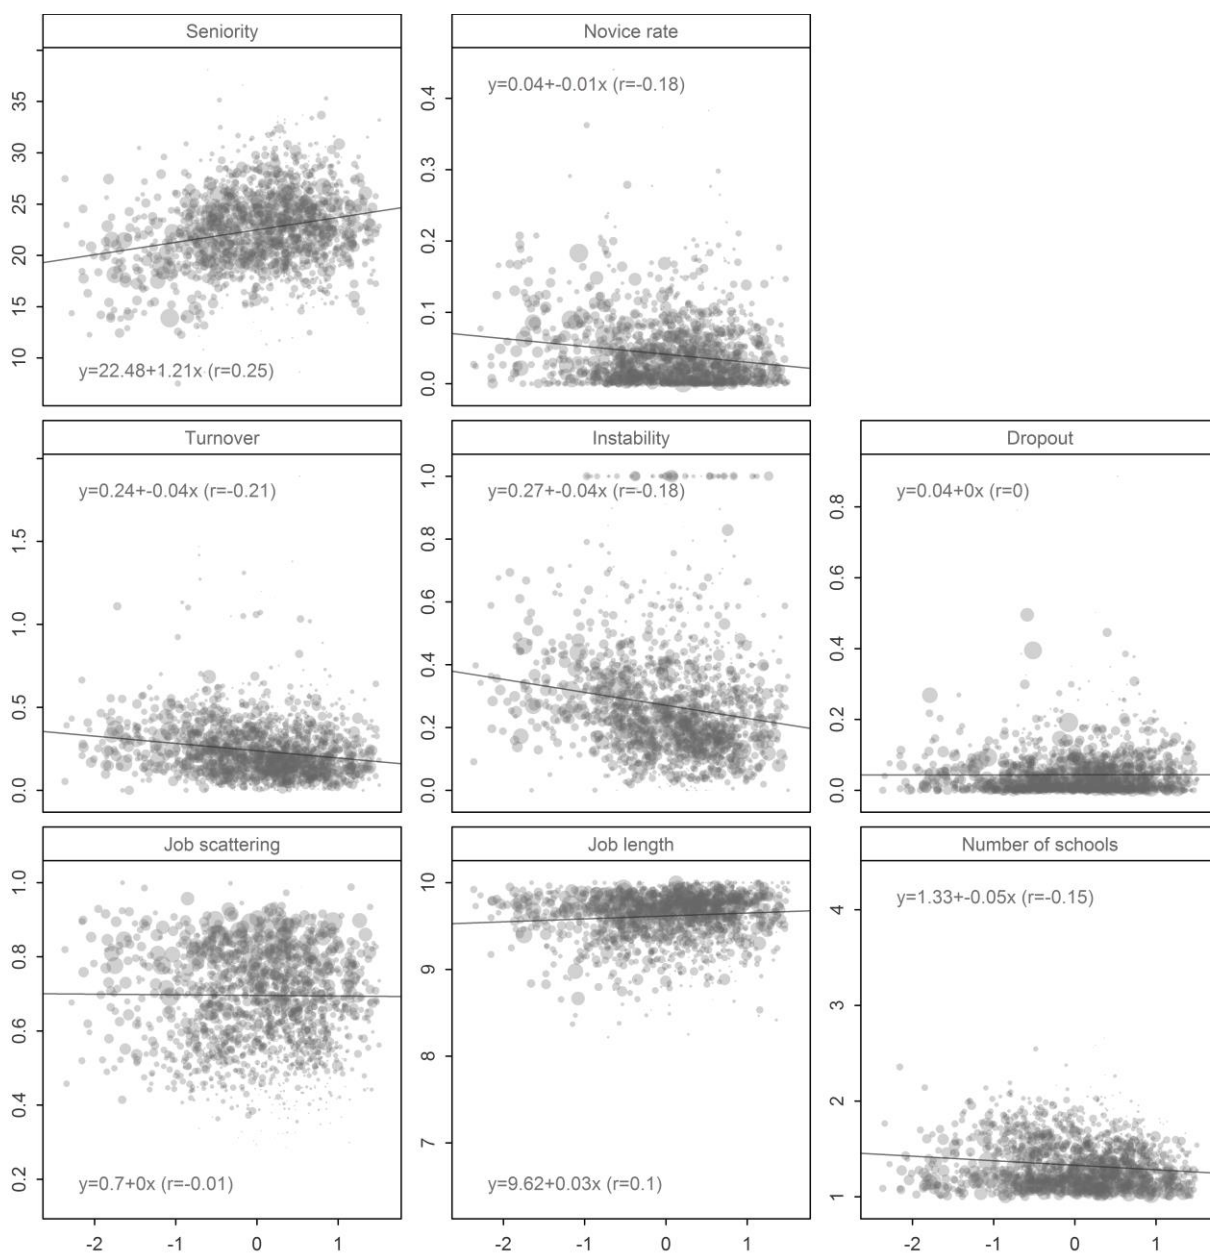 Seniority
35
30
25
20
15
10
y=22.48+1.21x (r=0.25)
Novice rate
0.4
0.3
0.2
0.1
0.0
y=0.04+-0.01x (r=-0.18)
Turnover
1.5
1.0
0.5
0.0
y=0.24+-0.04x (r=-0.21)
Instability
1.0
0.8
0.6
0.4
0.2
0.0
y=0.27+-0.04x (r=-0.18)
Dropout
0.8
0.6
0.4
0.2
0.0
y=0.04+0x (r=0)
Job scattering
1.0
0.8
0.6
0.4
0.2
y=0.7+0x (r=-0.01)
-2 -1 0 1
Job length
10
9
8
7
y=9.62+0.03x (r=0.1)
-2 -1 0 1
Number of schools
4
3
2
1
y=1.33+-0.05x (r=-0.15)
-2 -1 0 1